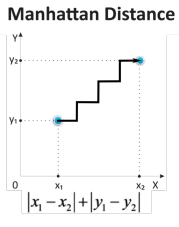 Manhattan Distance
Y
y₂
y₁
0 x₁ x₂ X
|x₁ − x₂| + |y₁ − y₂|